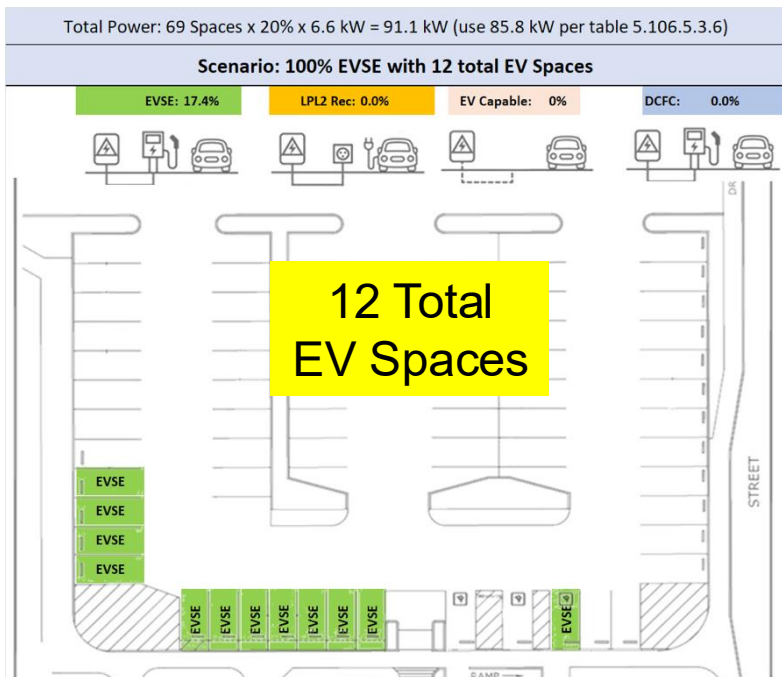 Total Power: 69 Spaces x 20% x 6.6 kW = 91.1 kW (use 85.8 kW per table 5.106.5.3.6)
Scenario: 100% EVSE with 12 total EV Spaces
EVSE: 17.4%
LPL2 Rec: 0.0%
EV Capable: 0%
DCFC: 0.0%
DR
12 Total
EV Spaces
STREET
EVSE
EVSE
EVSE
EVSE
EVSE
EVSE
EVSE
EVSE
EVSE
EVSE
EVSE
EVSE
RAMP